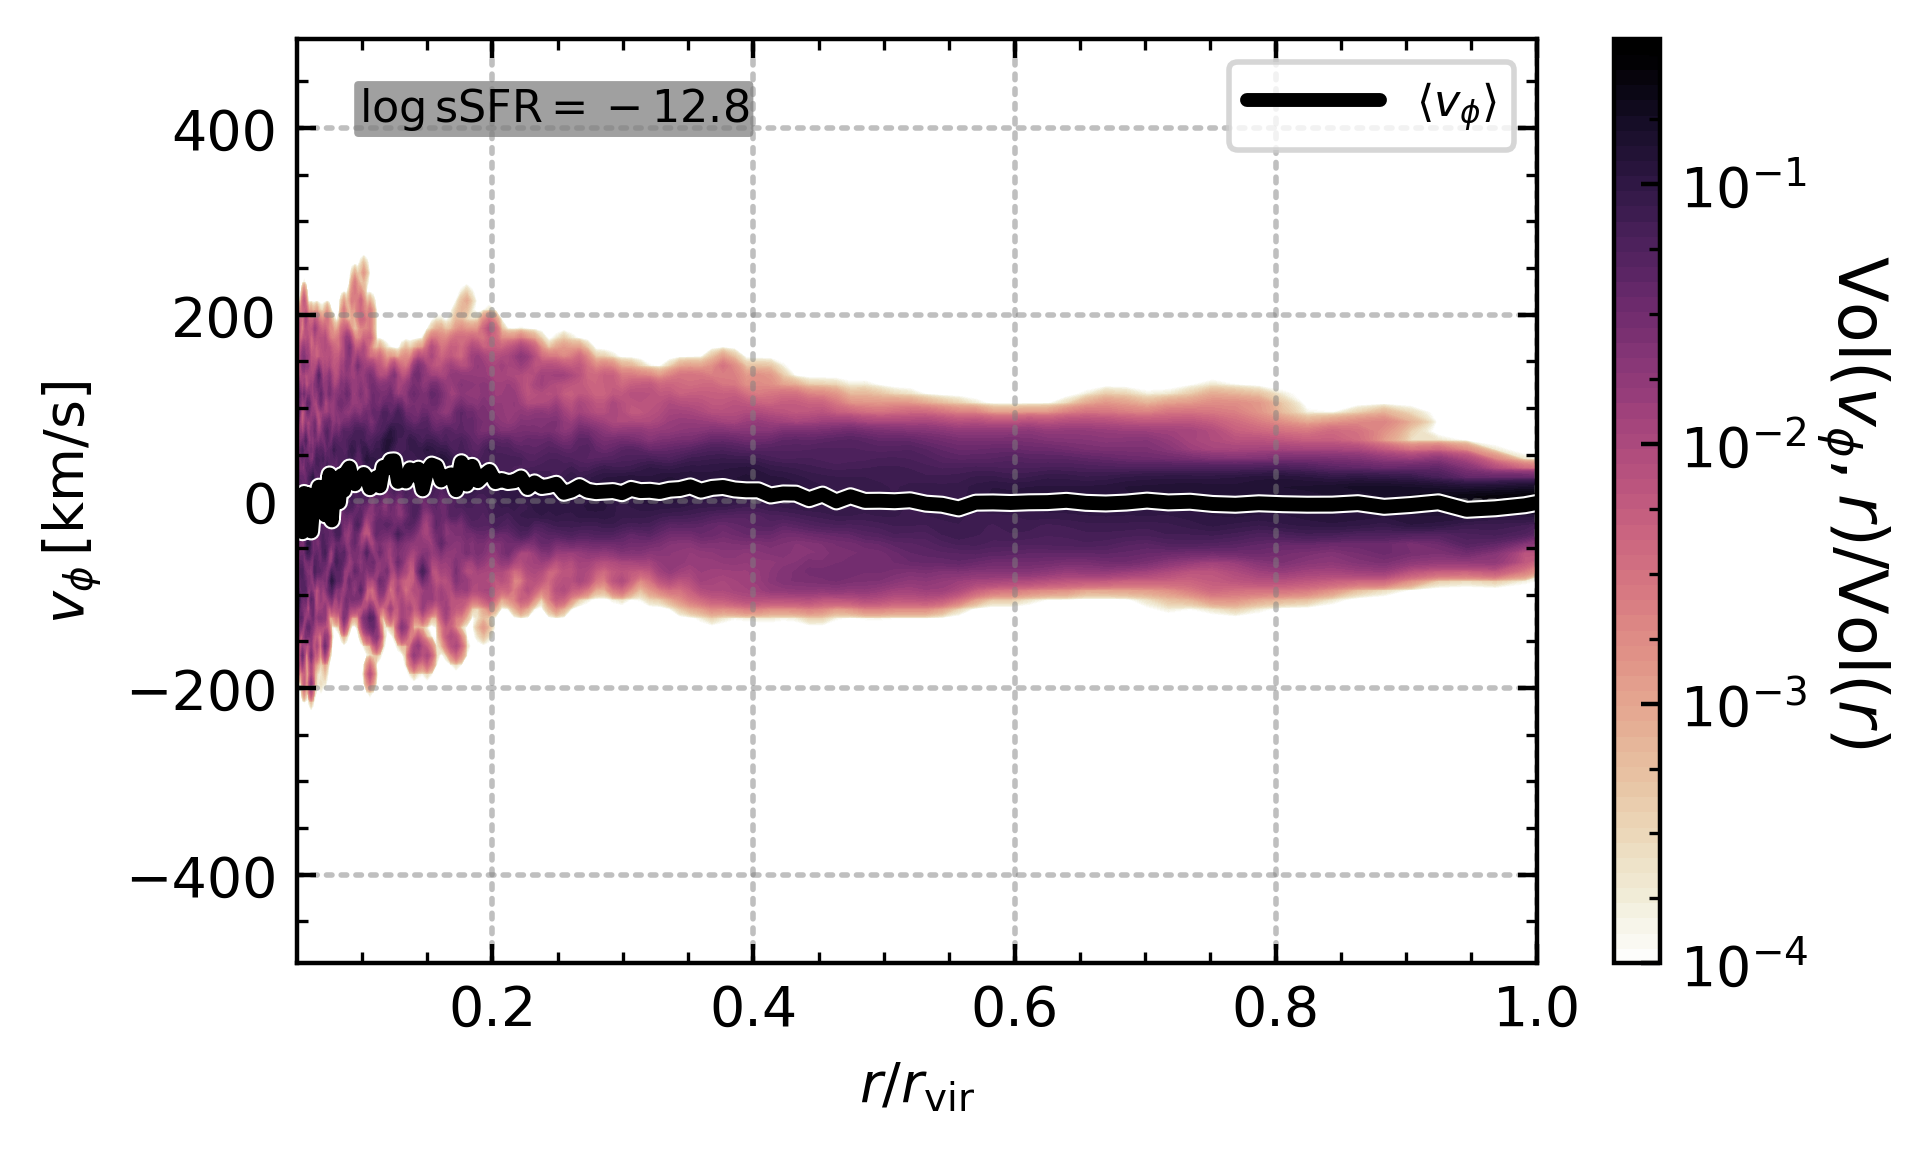 log sSFR = − 12.8
⟨v_ϕ⟩
400
200
0
−200
−400
v_ϕ [km/s]
0.2 0.4 0.6 0.8 1.0
r/r_vir
10⁻¹
10⁻²
10⁻³
10⁻⁴
Vol(v_ϕ, r)/Vol(r)